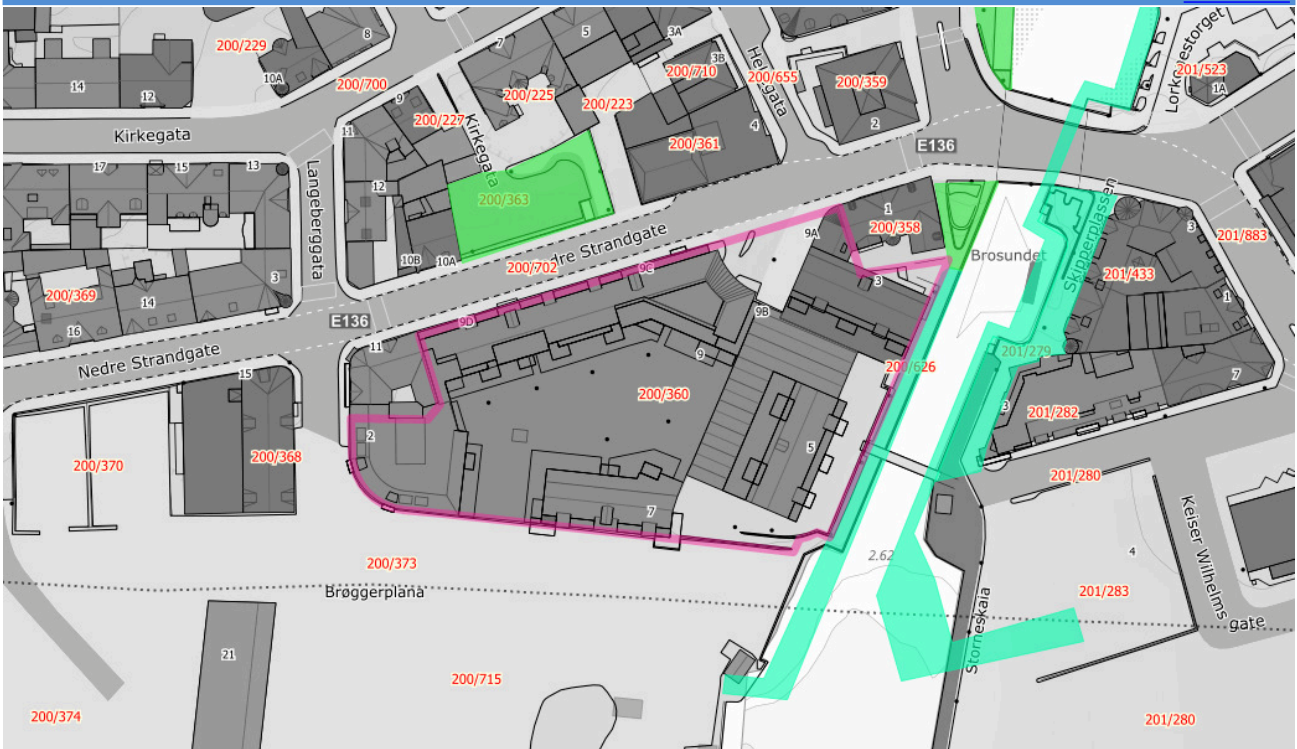 200/229
8
10A
14
12
200/700
7
5
3A
3B
200/710
Hellegata
200/655
200/359
Lorkenestorget
201/523
1A
9
200/225
200/223
4
2
200/227
11
Kirkegata
Kirkegata
200/361
E136
17
15
13
Langeberggata
12
200/363
1
200/358
Brosundet
Skipperplassen
3
201/883
10B
10A
Nedre Strandgate
200/702
9A
3
201/433
200/369
14
3
9C
9D
9B
1
16
E136
11
9
200/626
201/279
Nedre Strandgate
15
7
200/360
3
201/282
2
5
200/370
200/368
201/280
7
Keiser Wilhelms
gate
2.62
4
200/373
Brøggerplana
201/283
Storneskaia
21
200/715
200/374
201/280